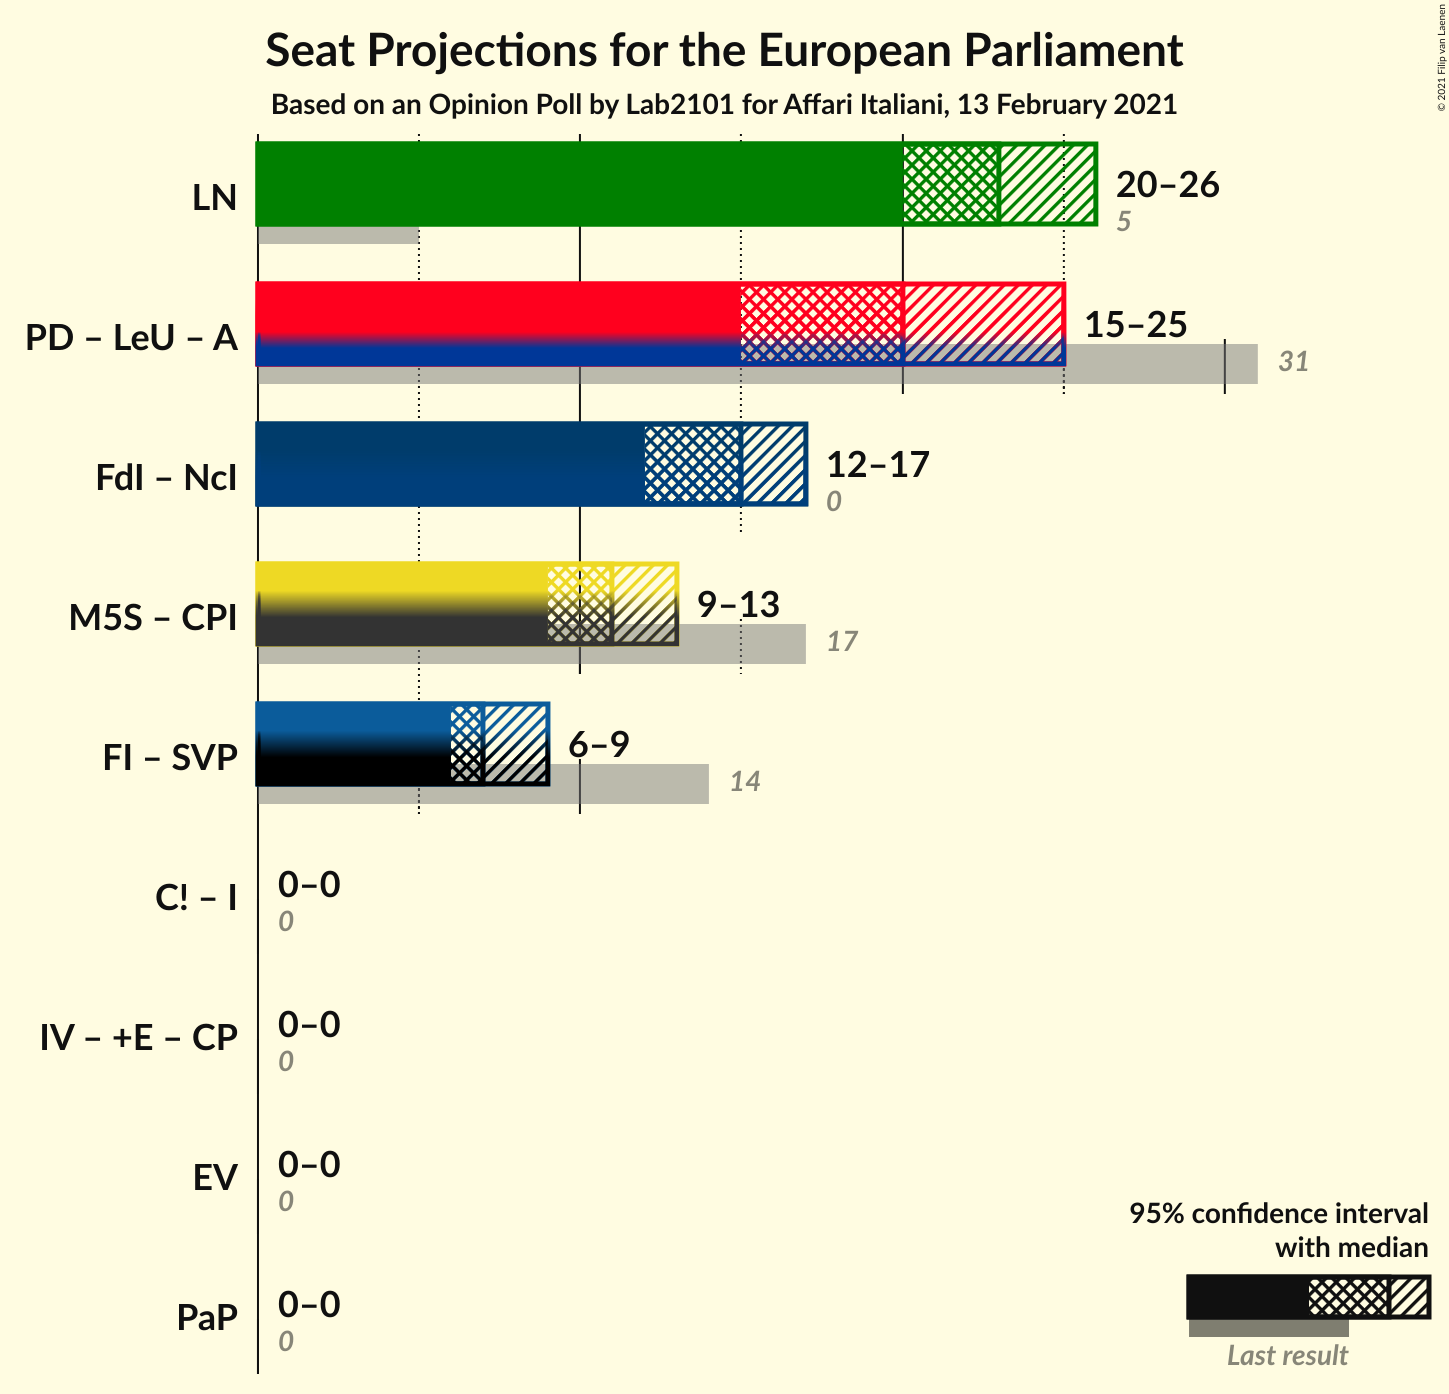 Seat Projections for the European Parliament
Based on an Opinion Poll by Lab2101 for Affari Italiani, 13 February 2021
© 2021 Filip van Laenen
LN
20–26
5
PD – LeU – A
15–25
31
FdI – NcI
12–17
0
M5S – CPI
9–13
17
FI – SVP
6–9
14
C! – I
0–0
0
IV – +E – CP
0–0
0
EV
0–0
0
PaP
0–0
0
95% confidence interval
with median
Last result